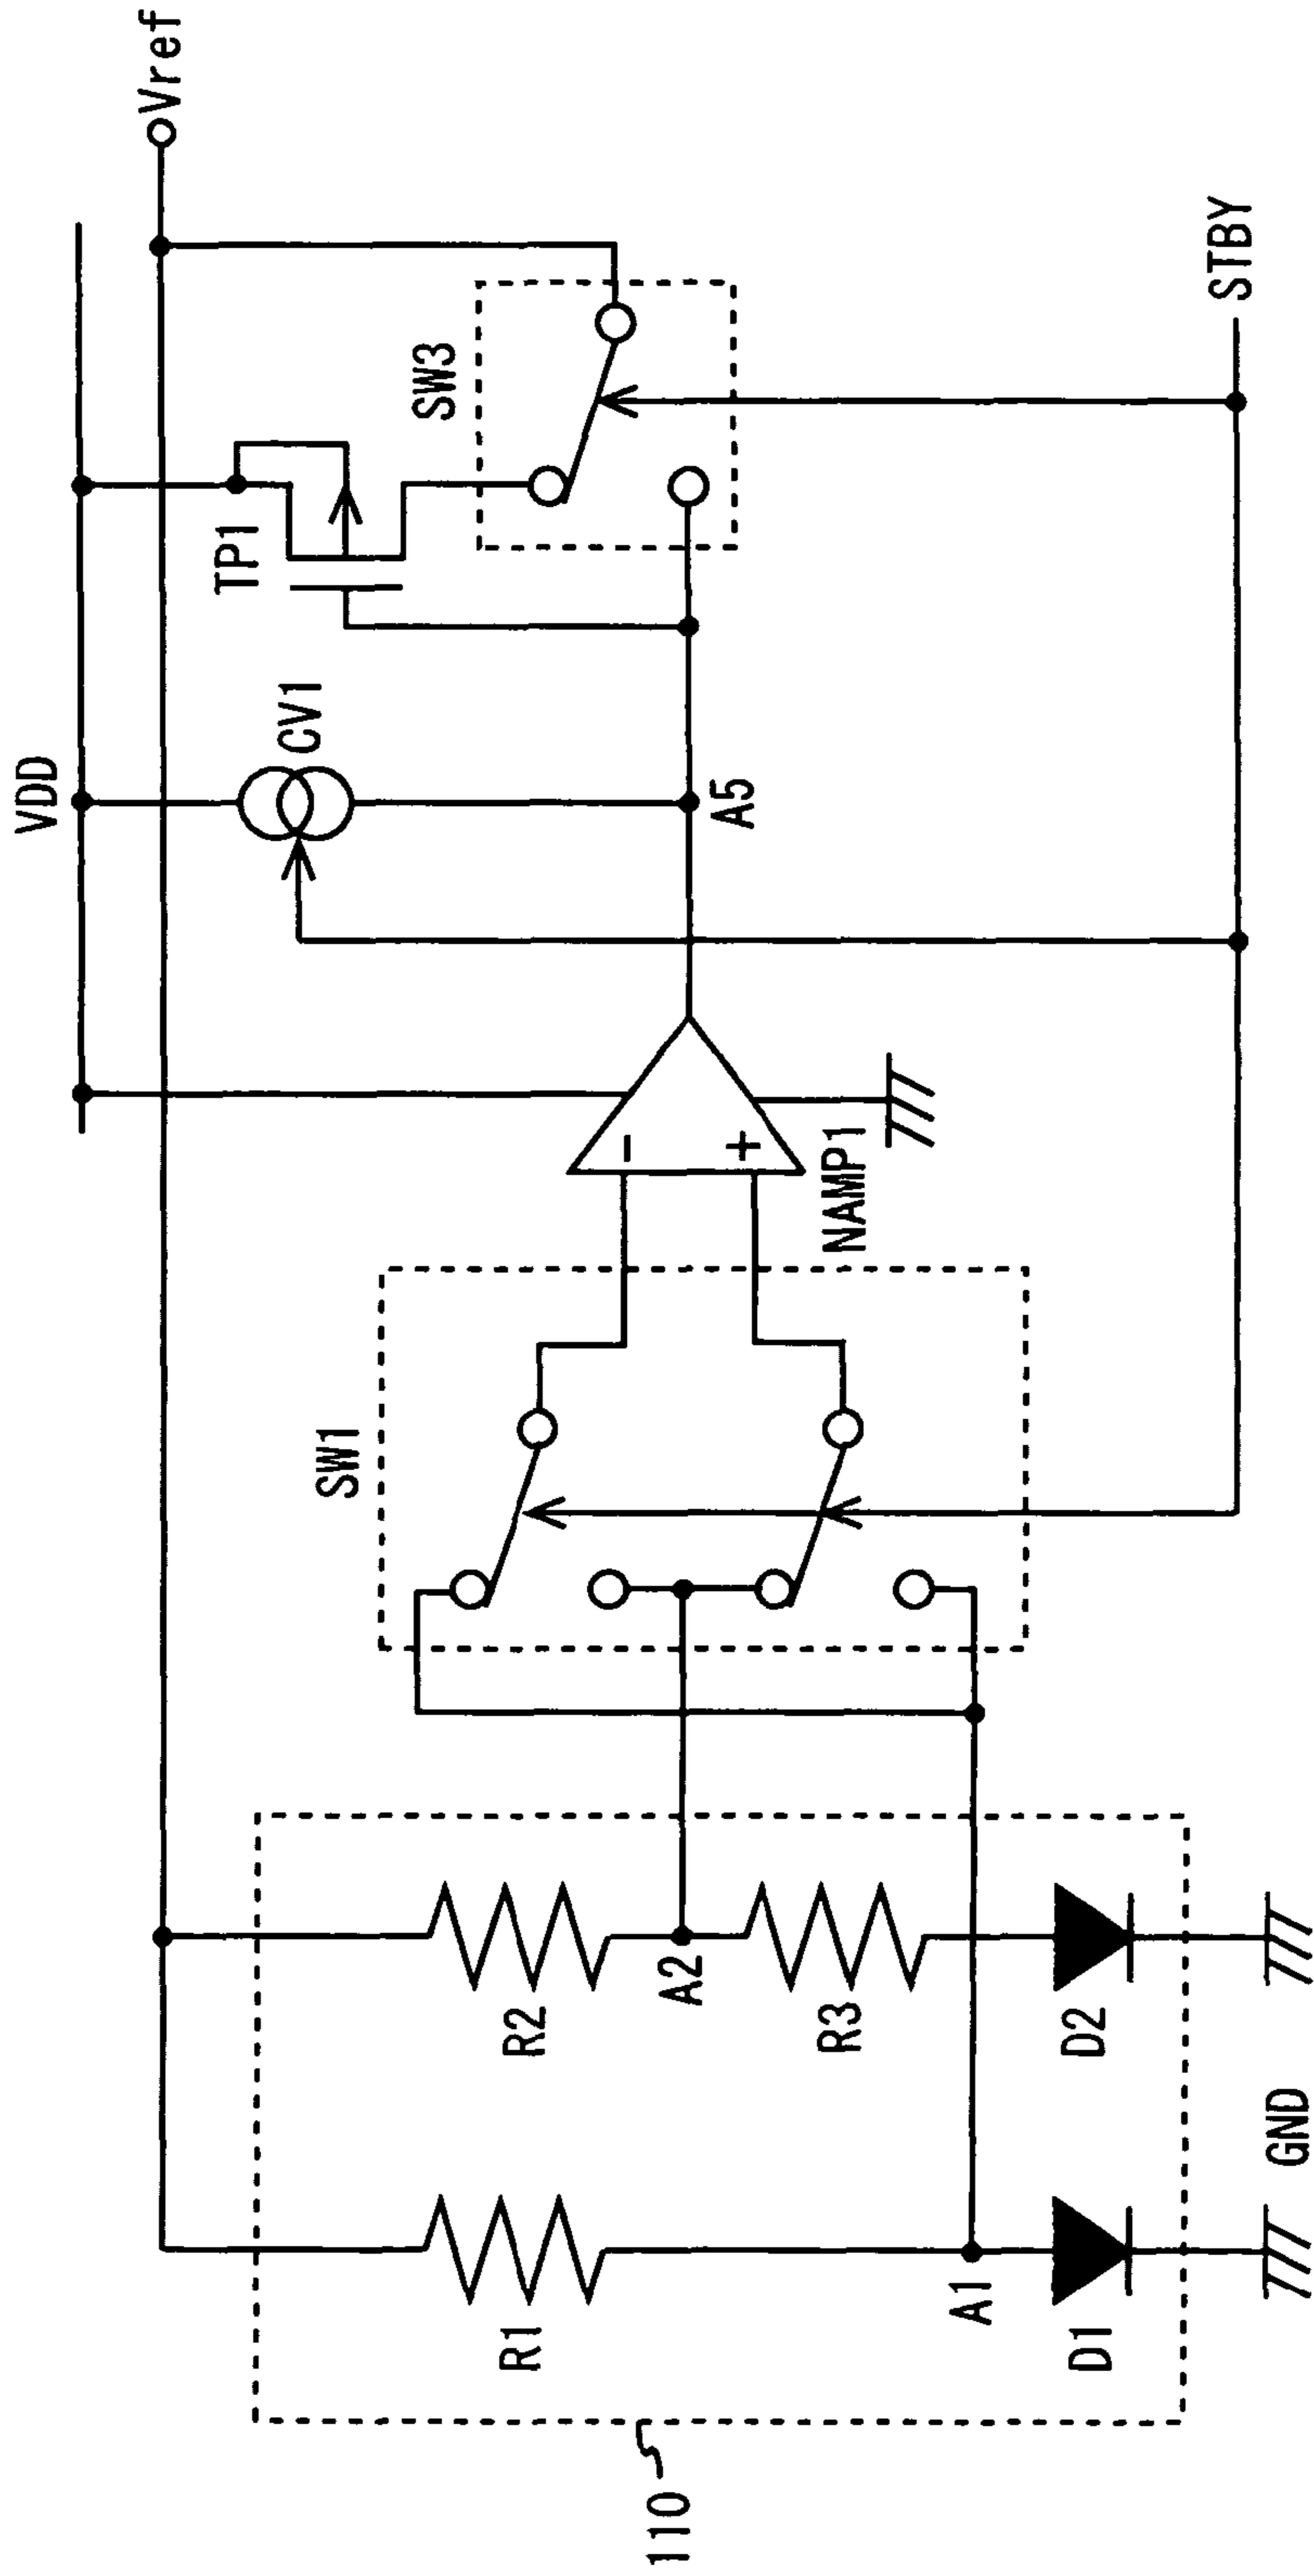 VDD
Vref
CV1
TP1
SW3
SW1
R1
R2
A2
A5
R3
NAMP1
-
+
A1
D1
D2
STBY
GND
110